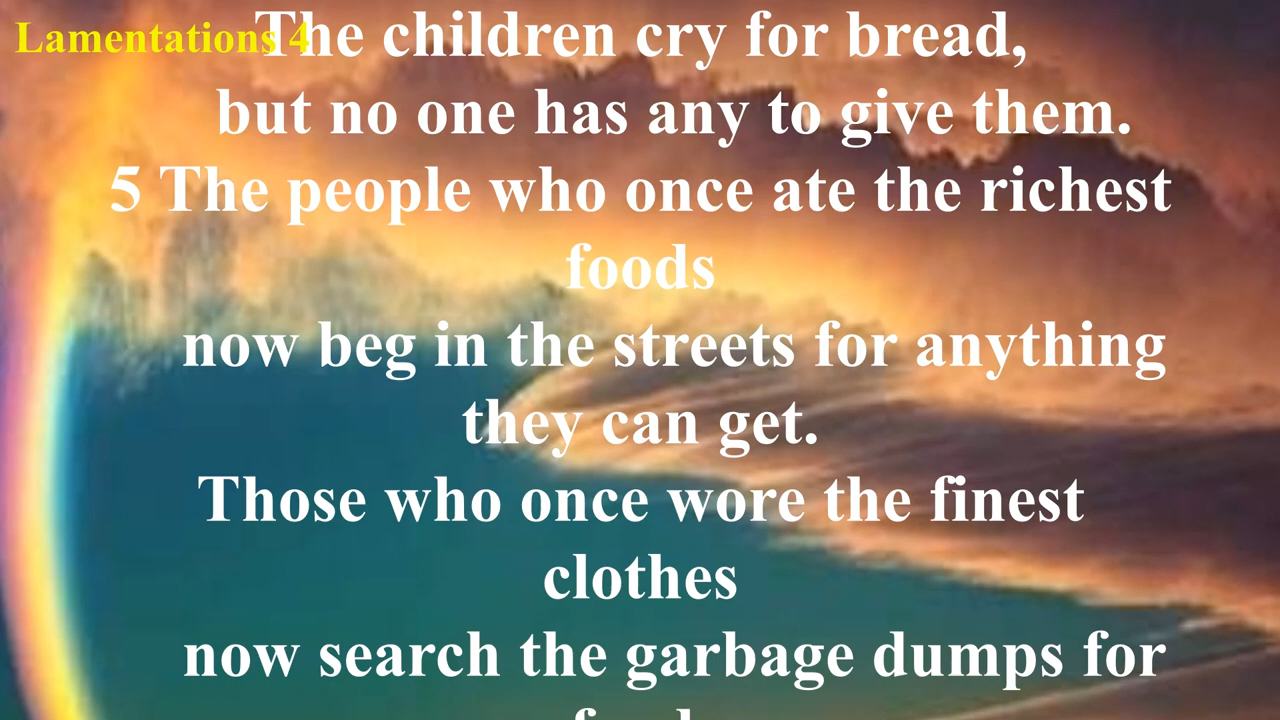 Lamentations 4
The children cry for bread,
but no one has any to give them.
5 The people who once ate the richest
foods
now beg in the streets for anything
they can get.
Those who once wore the finest
clothes
now search the garbage dumps for